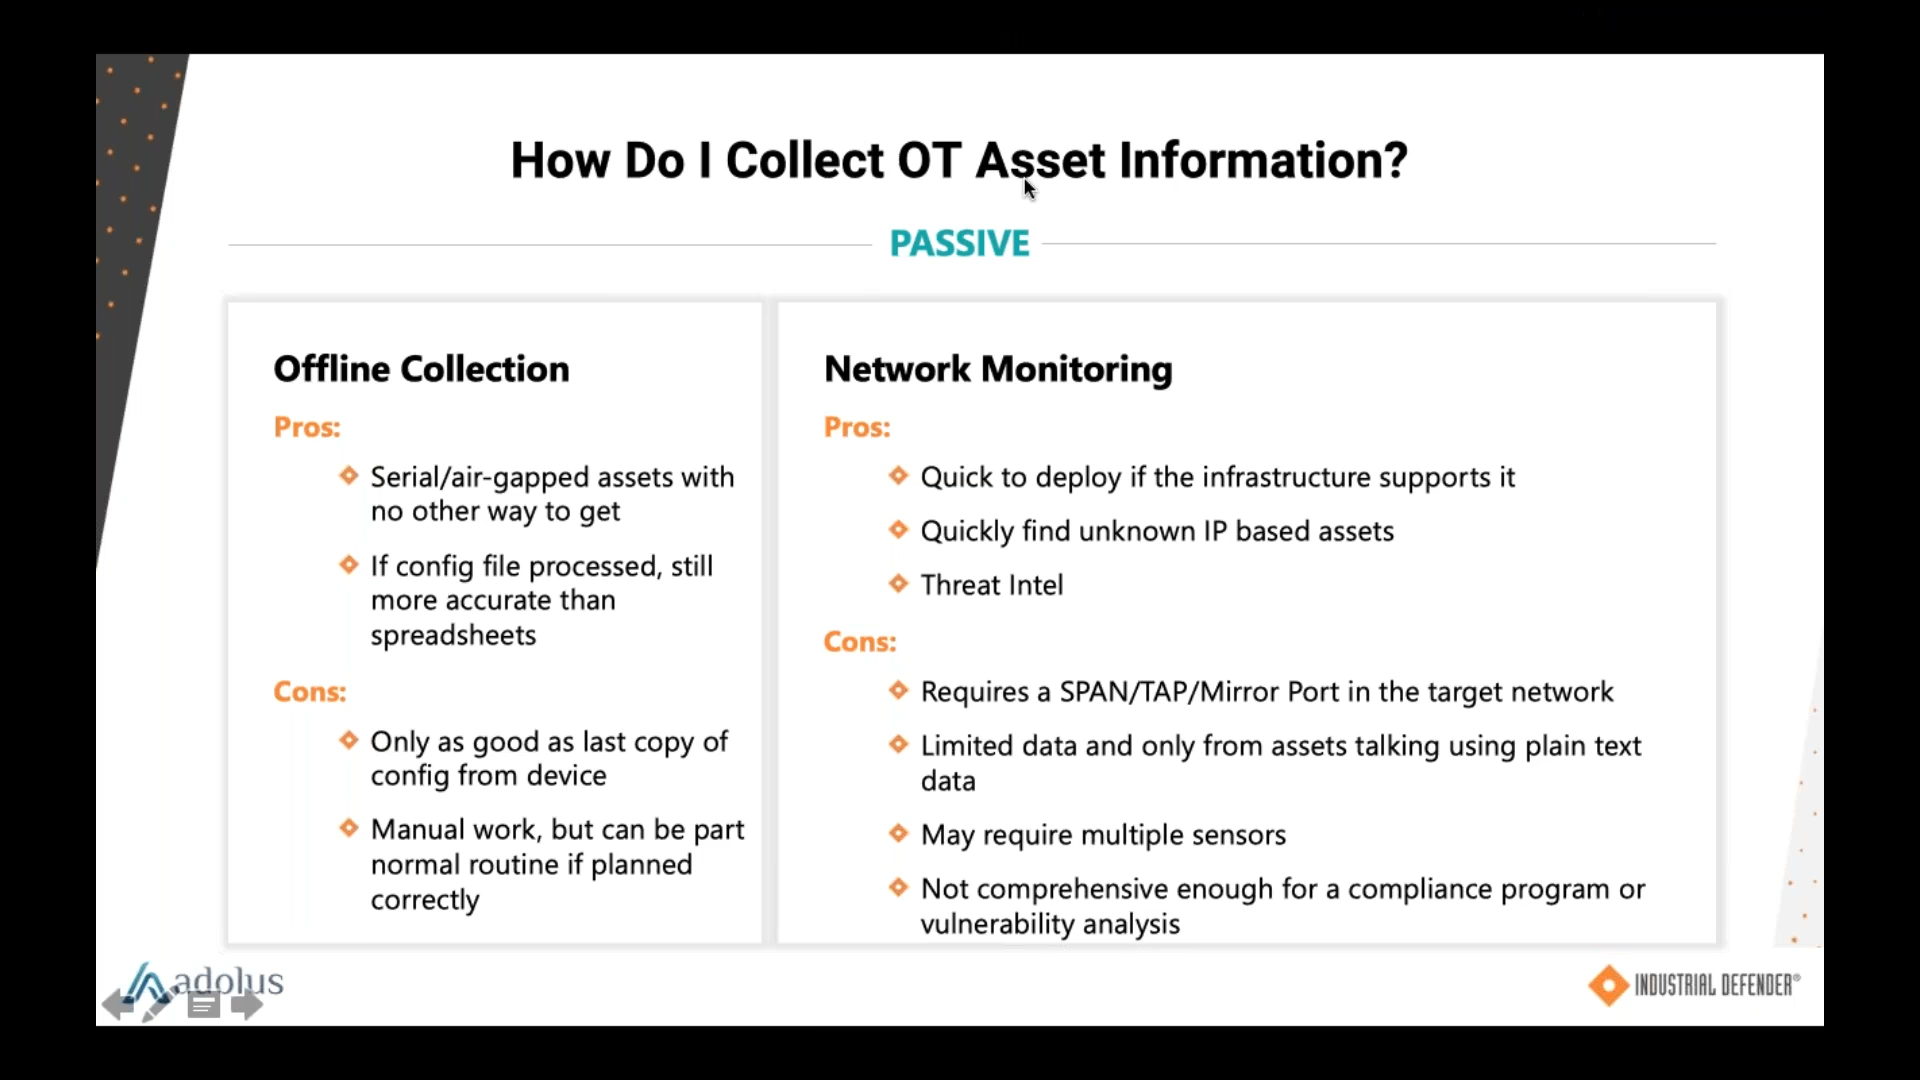 How Do I Collect OT Asset Information?
PASSIVE
Offline Collection
Pros:
Serial/air-gapped assets with
no other way to get
If config file processed, still
more accurate than
spreadsheets
Cons:
Only as good as last copy of
config from device
Manual work, but can be part
normal routine if planned
correctly
Network Monitoring
Pros:
Quick to deploy if the infrastructure supports it
Quickly find unknown IP based assets
Threat Intel
Cons:
Requires a SPAN/TAP/Mirror Port in the target network
Limited data and only from assets talking using plain text
data
May require multiple sensors
Not comprehensive enough for a compliance program or
vulnerability analysis
adolus
INDUSTRIAL DEFENDER®